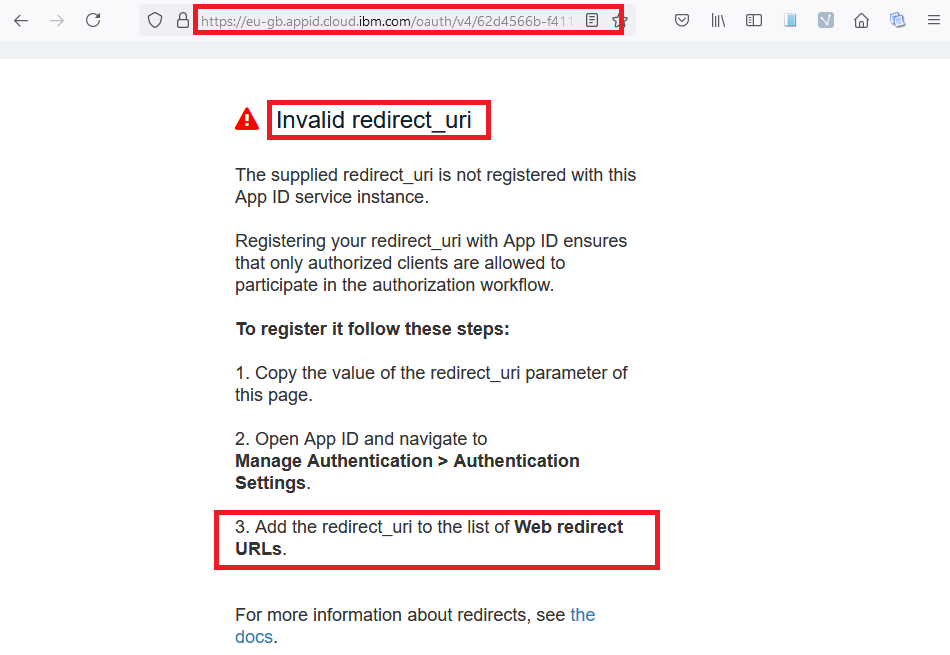 https://eu-gb.appid.cloud.ibm.com/oauth/v4/62d4566b-f411
Invalid redirect_uri
The supplied redirect_uri is not registered with this
App ID service instance.
Registering your redirect_uri with App ID ensures
that only authorized clients are allowed to
participate in the authorization workflow.
To register it follow these steps:
1. Copy the value of the redirect_uri parameter of
this page.
2. Open App ID and navigate to
Manage Authentication > Authentication
Settings.
3. Add the redirect_uri to the list of Web redirect
URLs.
For more information about redirects, see the
docs.